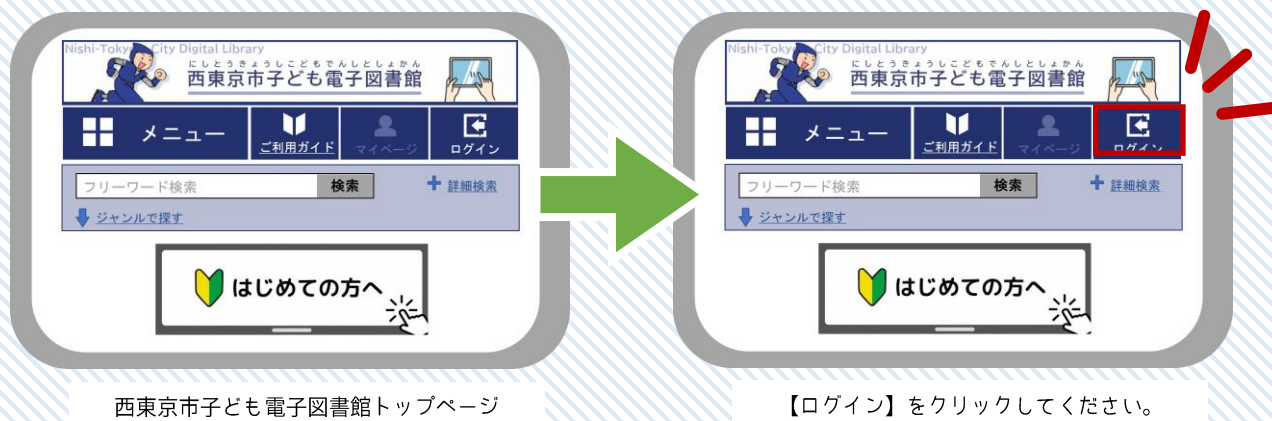 Nishi-Tokyo City Digital Library
にしとうきょうしこどもでんしとしょかん
西東京市子ども電子図書館
メニュー
ご利用ガイド
マイページ
ログイン
フリーワード検索
検索
詳細検索
ジャンルで探す
はじめての方へ
西東京市子ども電子図書館トップページ
Nishi-Tokyo City Digital Library
にしとうきょうしこどもでんしとしょかん
西東京市子ども電子図書館
メニュー
ご利用ガイド
マイページ
ログイン
フリーワード検索
検索
詳細検索
ジャンルで探す
はじめての方へ
【ログイン】をクリックしてください。